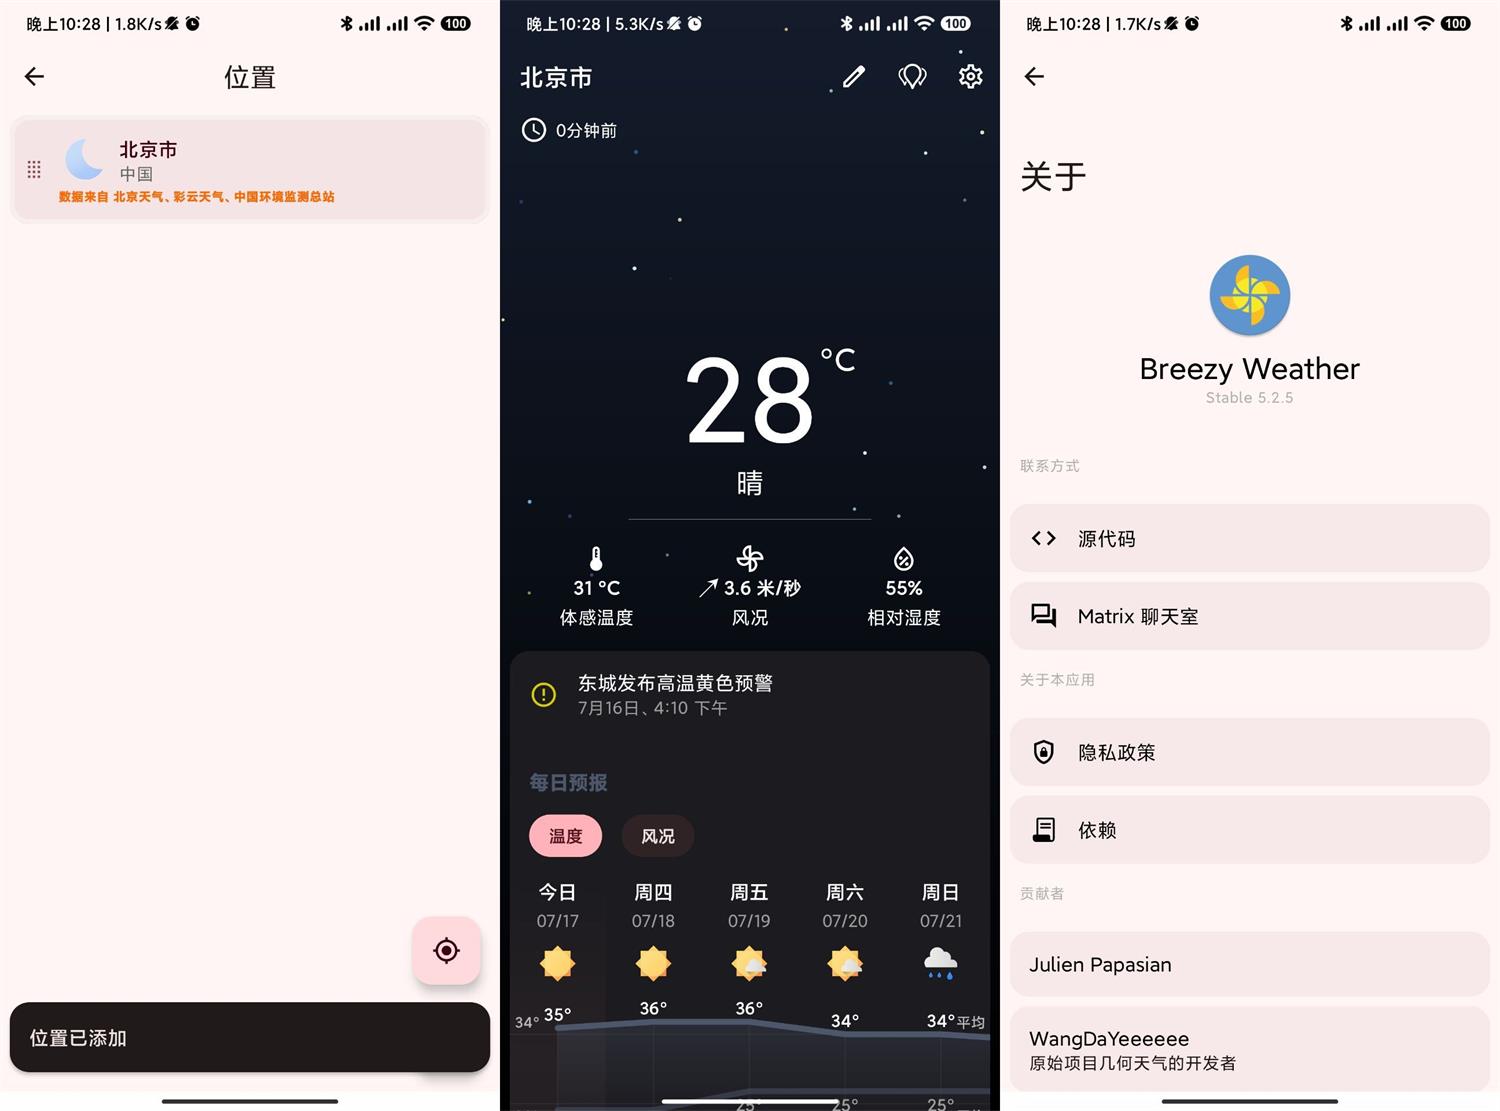 晚上10:28 | 1.8K/s
100
位置
北京市
中国
数据来自 北京天气、彩云天气、中国环境监测总站
位置已添加
晚上10:28 | 5.3K/s
100
北京市
0分钟前
28°C
晴
31 °C
3.6 米/秒
55%
体感温度
风况
相对湿度
东城发布高温黄色预警
7月16日、4:10 下午
每日预报
温度
风况
今日
周四
周五
周六
周日
07/17
07/18
07/19
07/20
07/21
34°
35°
36°
36°
34°
34°
平均
25°
25°
25°
晚上10:28 | 1.7K/s
100
关于
Breezy Weather
Stable 5.2.5
联系方式
源代码
Matrix 聊天室
关于本应用
隐私政策
依赖
贡献者
Julien Papasian
WangDaYeeeeee
原始项目几何天气的开发者